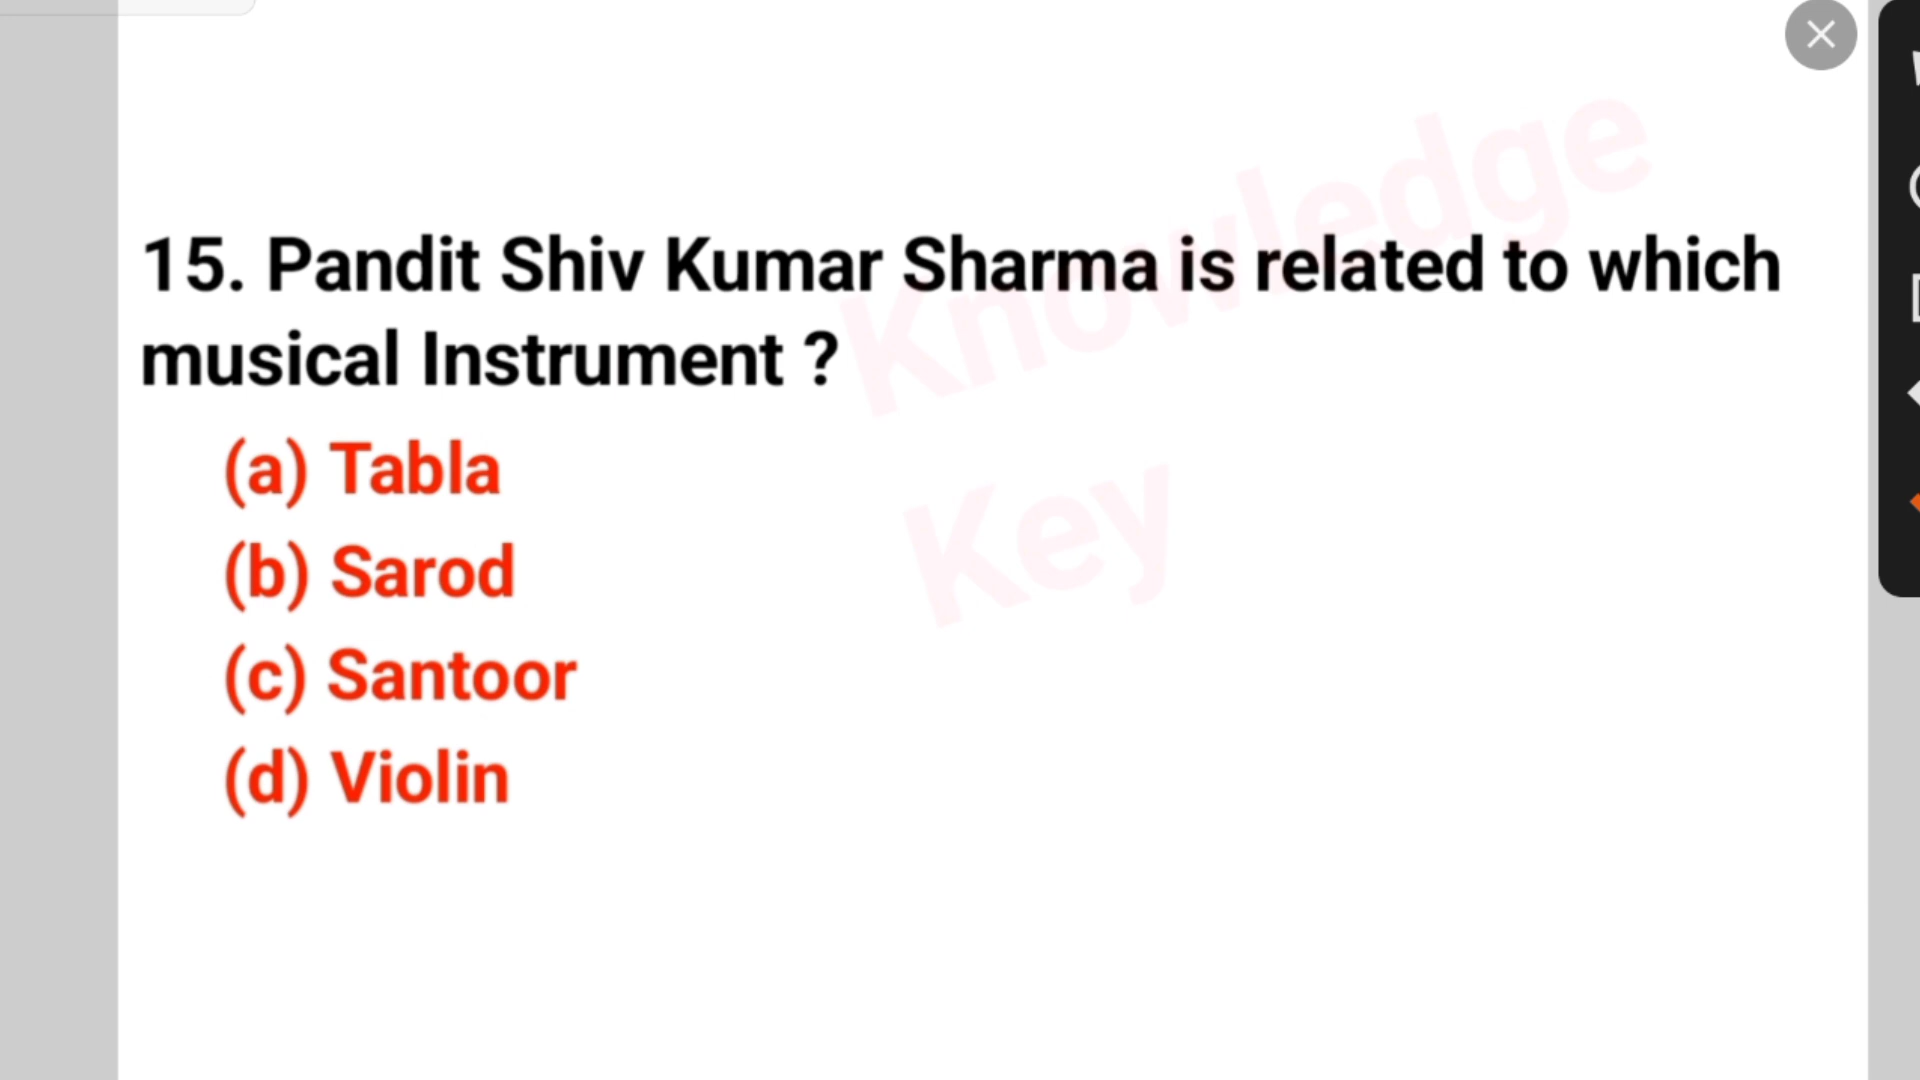 15. Pandit Shiv Kumar Sharma is related to which
musical Instrument ?
(a) Tabla
(b) Sarod
(c) Santoor
(d) Violin
Knowledge
Key